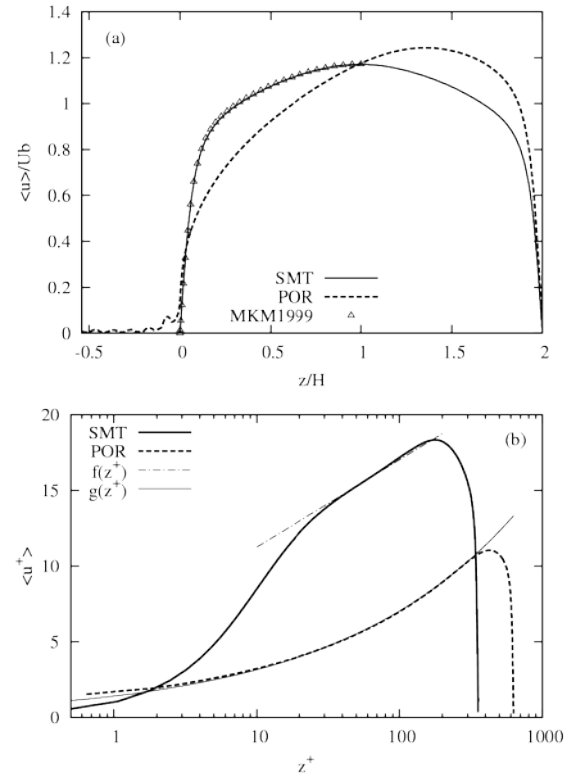 1.4
(a)
1.2
1
0.8
0.6
0.4
0.2
0
<u>/Ub
SMT
POR
MKM1999
-0.5 0 0.5 1 1.5 2
z/H
20
15
10
5
0
<u⁺>
SMT
POR
f(z⁺)
g(z⁺)
(b)
1 10 100 1000
z⁺